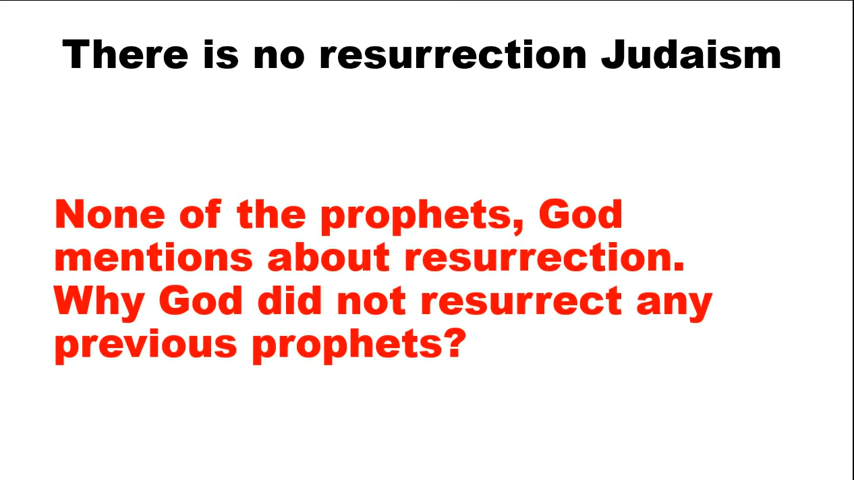 There is no resurrection Judaism
None of the prophets, God
mentions about resurrection.
Why God did not resurrect any
previous prophets?